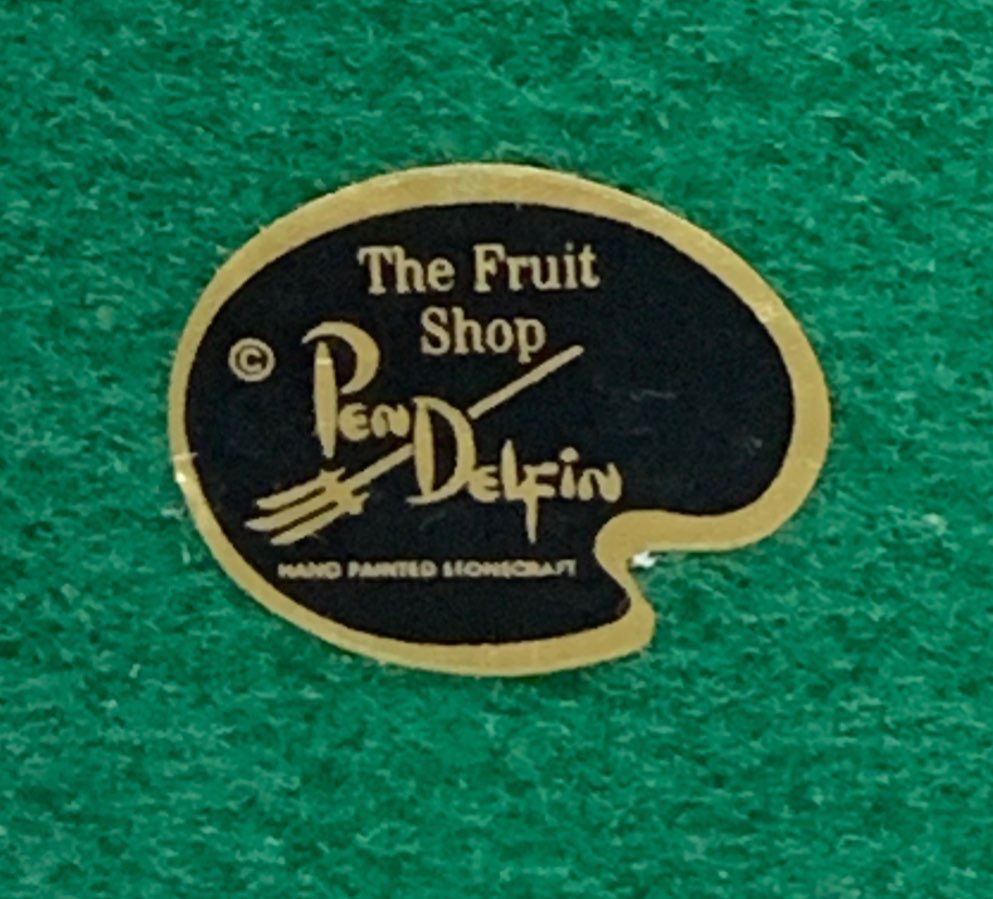 The Fruit
Shop
©
PenDelfin
HAND PAINTED STONECRAFT